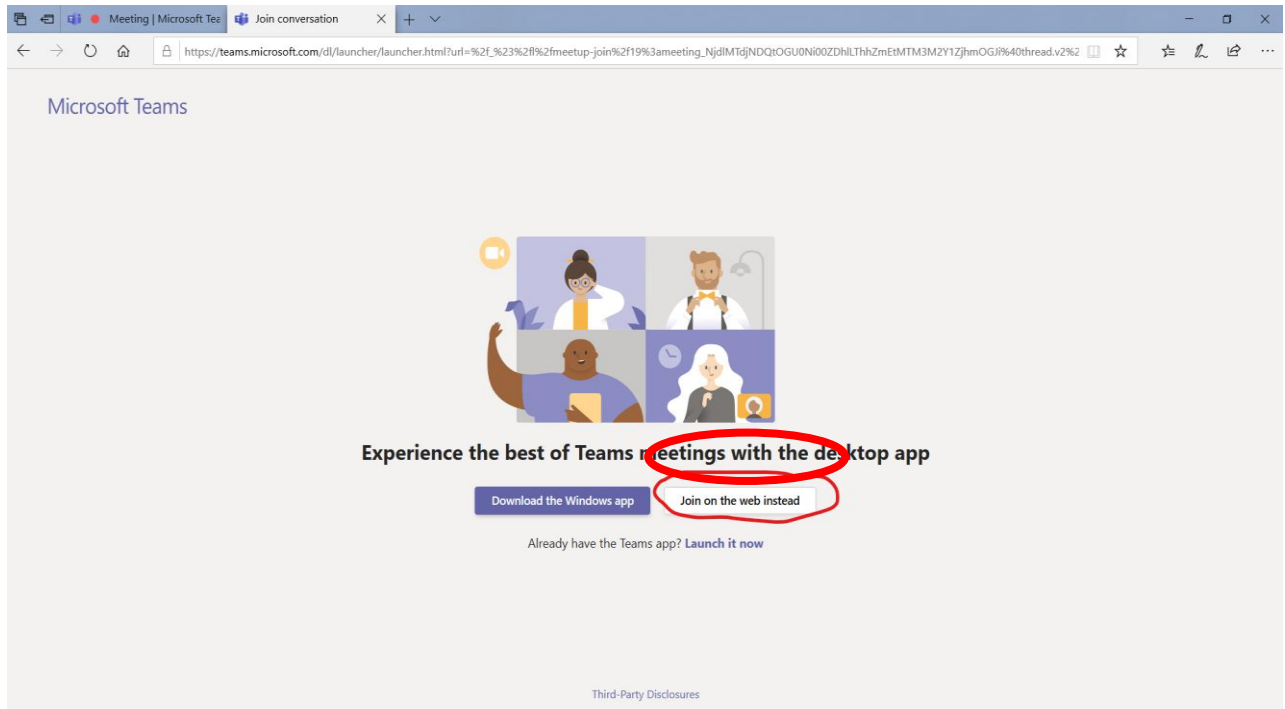 Meeting | Microsoft Tea
Join conversation
https://teams.microsoft.com/dl/launcher/launcher.html?url=%2f_%23%2fl%2fmeetup-join%2f19%3ameeting_NjdlMTdjNDQtOGU0Ni00ZDhlLThhZmEtMTM3M2Y1ZjhmOGJi%40thread.v2%2
Microsoft Teams
Experience the best of Teams meetings with the desktop app
Download the Windows app
Join on the web instead
Already have the Teams app? Launch it now
Third-Party Disclosures